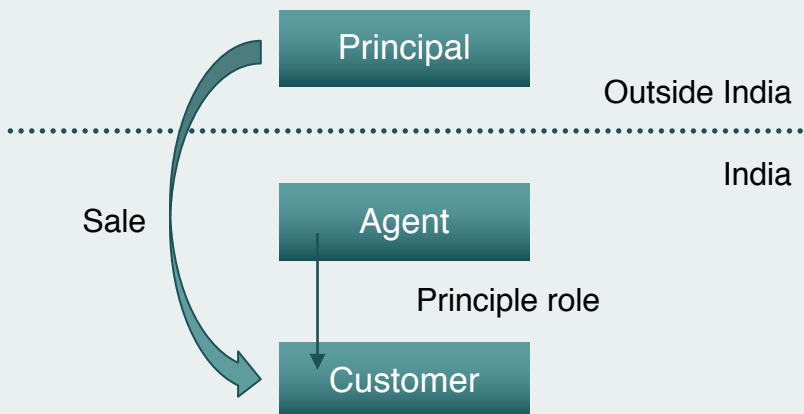 Principal
Outside India
India
Sale
Agent
Principle role
Customer